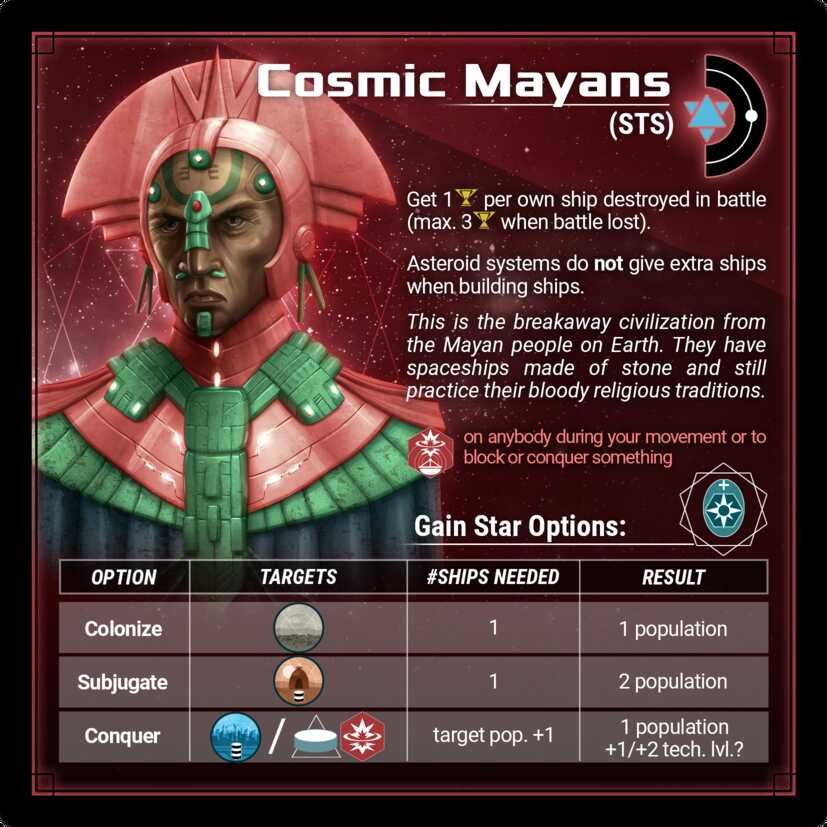 Cosmic Mayans
(STS)
Get 1 per own ship destroyed in battle
(max. 3 when battle lost).
Asteroid systems do not give extra ships
when building ships.
This is the breakaway civilization from
the Mayan people on Earth. They have
spaceships made of stone and still
practice their bloody religious traditions.
on anybody during your movement or to
block or conquer something
Gain Star Options:
OPTION TARGETS #SHIPS NEEDED RESULT
Colonize 1 1 population
Subjugate 1 2 population
Conquer / target pop. +1 1 population
+1/+2 tech. lvl.?